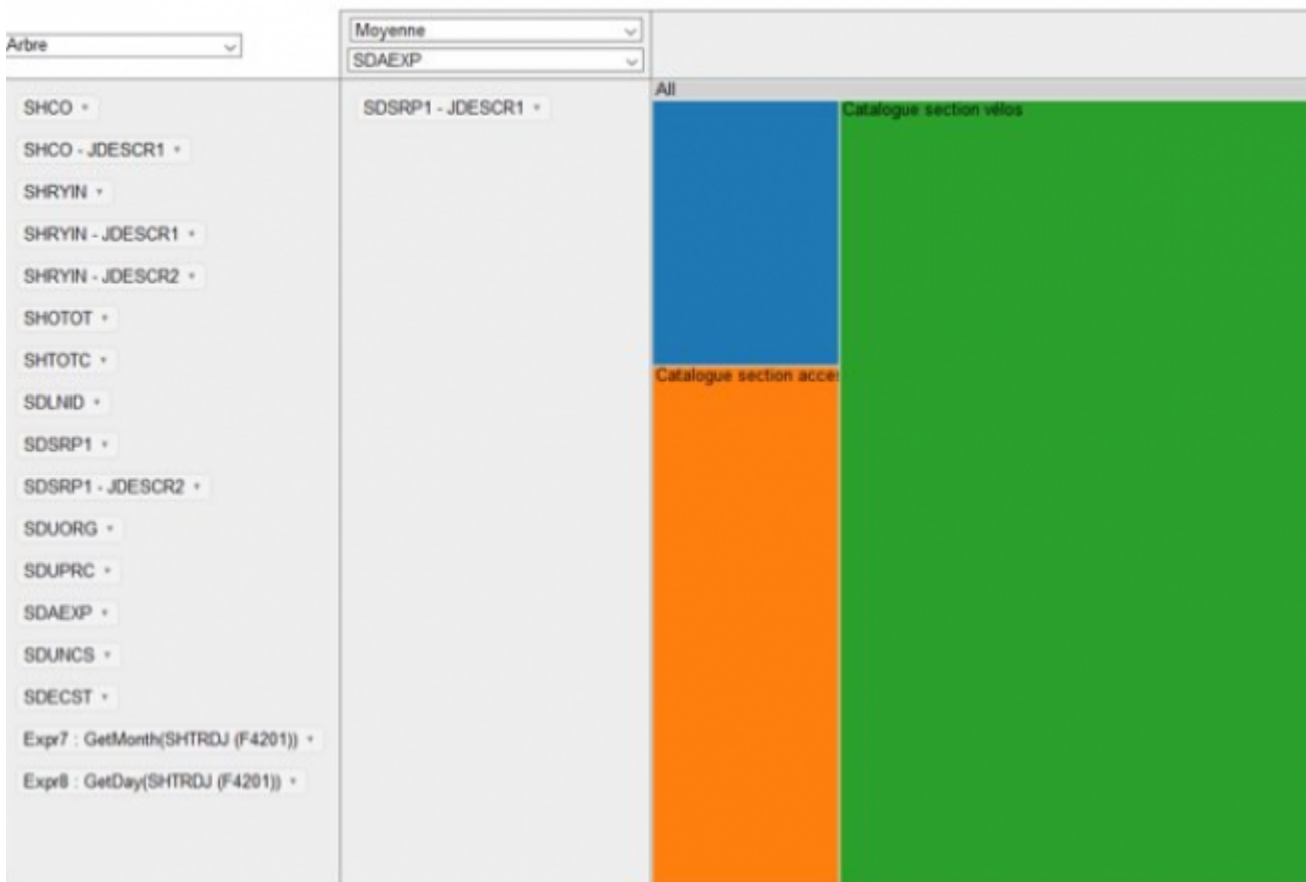 Arbre
Moyenne
SDAEXP
SHCO
SHCO - JDESCR1
SHRYIN
SHRYIN - JDESCR1
SHRYIN - JDESCR2
SHOTOT
SHTOTC
SDLNID
SDSRP1
SDSRP1 - JDESCR2
SDUORG
SDUPRC
SDAEXP
SDUNCS
SDECST
Expr7 : GetMonth(SHTRDJ (F4201))
Expr8 : GetDay(SHTRDJ (F4201))
SDSRP1 - JDESCR1
All
Catalogue section vélos
Catalogue section acces